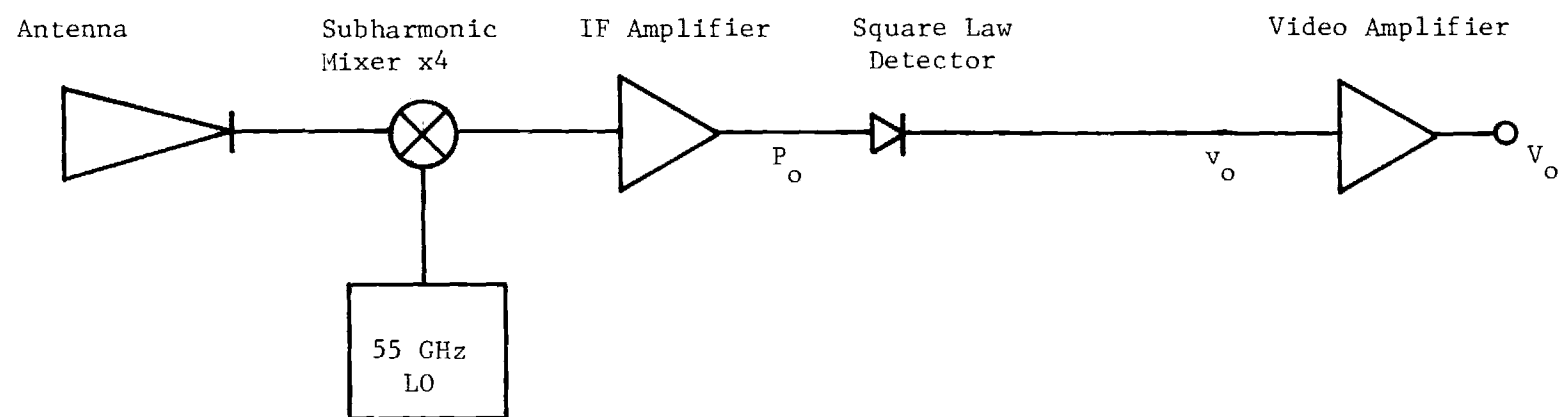 Antenna
Subharmonic
Mixer x4
IF Amplifier
Square Law
Detector
Video Amplifier
P
o
v
o
V
o
55 GHz
LO